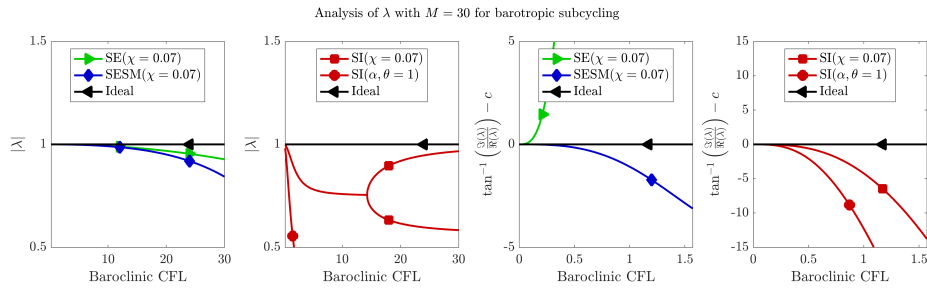 Analysis of λ with M = 30 for barotropic subcycling
1.5
1
0.5
|λ|
SE(χ = 0.07)
SESM(χ = 0.07)
Ideal
10
20
30
Baroclinic CFL
1.5
1
0.5
|λ|
SI(χ = 0.07)
SI(α, θ = 1)
Ideal
10
20
30
Baroclinic CFL
5
0
-5
tan⁻¹ (ℑ(λ)/ℜ(λ)) − c
SE(χ = 0.07)
SESM(χ = 0.07)
Ideal
0
0.5
1
1.5
Baroclinic CFL
15
10
5
0
-5
-10
-15
tan⁻¹ (ℑ(λ)/ℜ(λ)) − c
SI(χ = 0.07)
SI(α, θ = 1)
Ideal
0
0.5
1
1.5
Baroclinic CFL